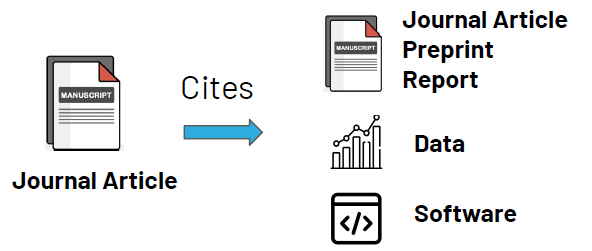 MANUSCRIPT
Journal Article
Cites
MANUSCRIPT
Journal Article
Preprint
Report
Data
</>
Software